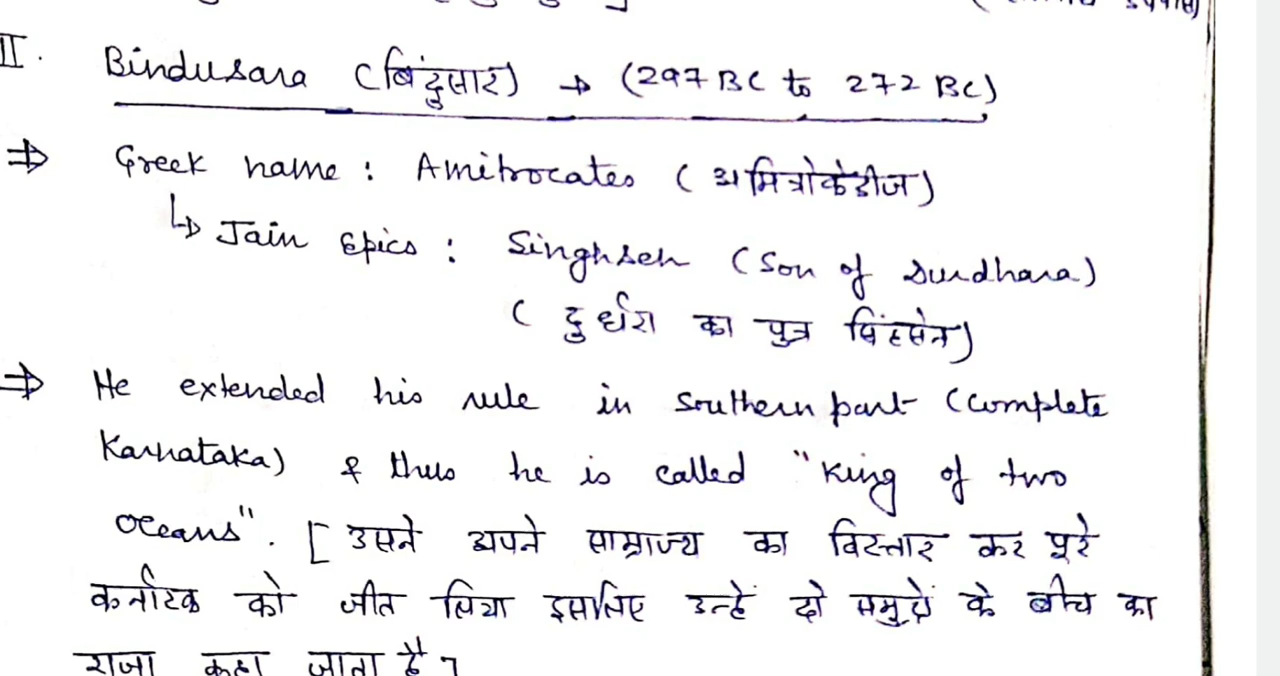 II. Bindusara (बिंदुसार) → (297 BC to 272 BC)
⇒ Greek name : Amitrocates (अमित्रोकेडीज)
↳ Jain Epics : Singhsen (Son of Durdhara)
( दुर्धरा का पुत्र सिंहसेन)
⇒ He extended his rule in southern part (complete
Karnataka) & thus he is called "King of two
oceans". [ उसने अपने साम्राज्य का विस्तार कर पूरे
कर्नाटक को जीत लिया इसलिए उन्हें दो समुद्रों के बीच का
राजा कहा जाता है ]